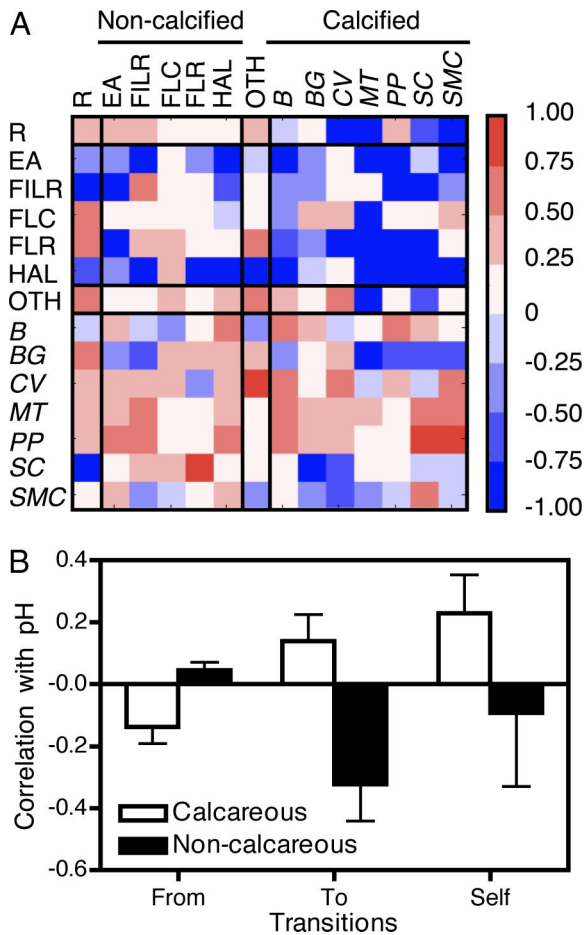 A
Non-calcified
Calcified
R EA FILR FLC FLR HAL OTH B BG CV MT PP SC SMC
R
EA
FILR
FLC
FLR
HAL
OTH
B
BG
CV
MT
PP
SC
SMC
1.00
0.75
0.50
0.25
0
-0.25
-0.50
-0.75
-1.00
B
Correlation with pH
0.4
0.2
-0.0
-0.2
-0.4
-0.6
Calcareous
Non-calcareous
From To Self
Transitions